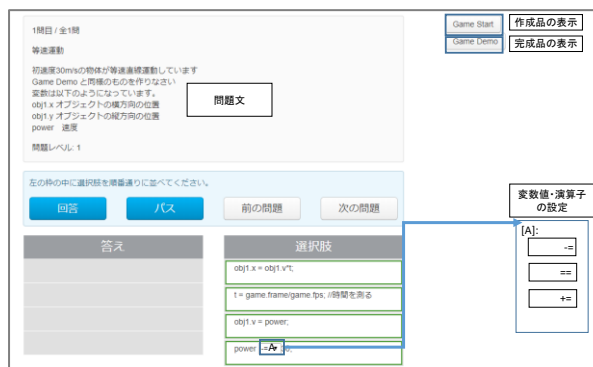 1問目 / 全1問
等速運動
初速度30m/sの物体が等速直線運動しています
Game Demo と同様のものを作りなさい
変数は以下のようになっています。
obj1.x オブジェクトの横方向の位置
obj1.y オブジェクトの縦方向の位置
power 速度
問題レベル: 1
問題文
Game Start
作成品の表示
Game Demo
完成品の表示
左の枠の中に選択肢を順番通りに並べてください。
回答
パス
前の問題
次の問題
答え
選択肢
obj1.x = obj1.v*t;
t = game.frame/game.fps; //時間を測る
obj1.v = power;
power
A
変数値・演算子
の設定
[A]:
-=
==
+=